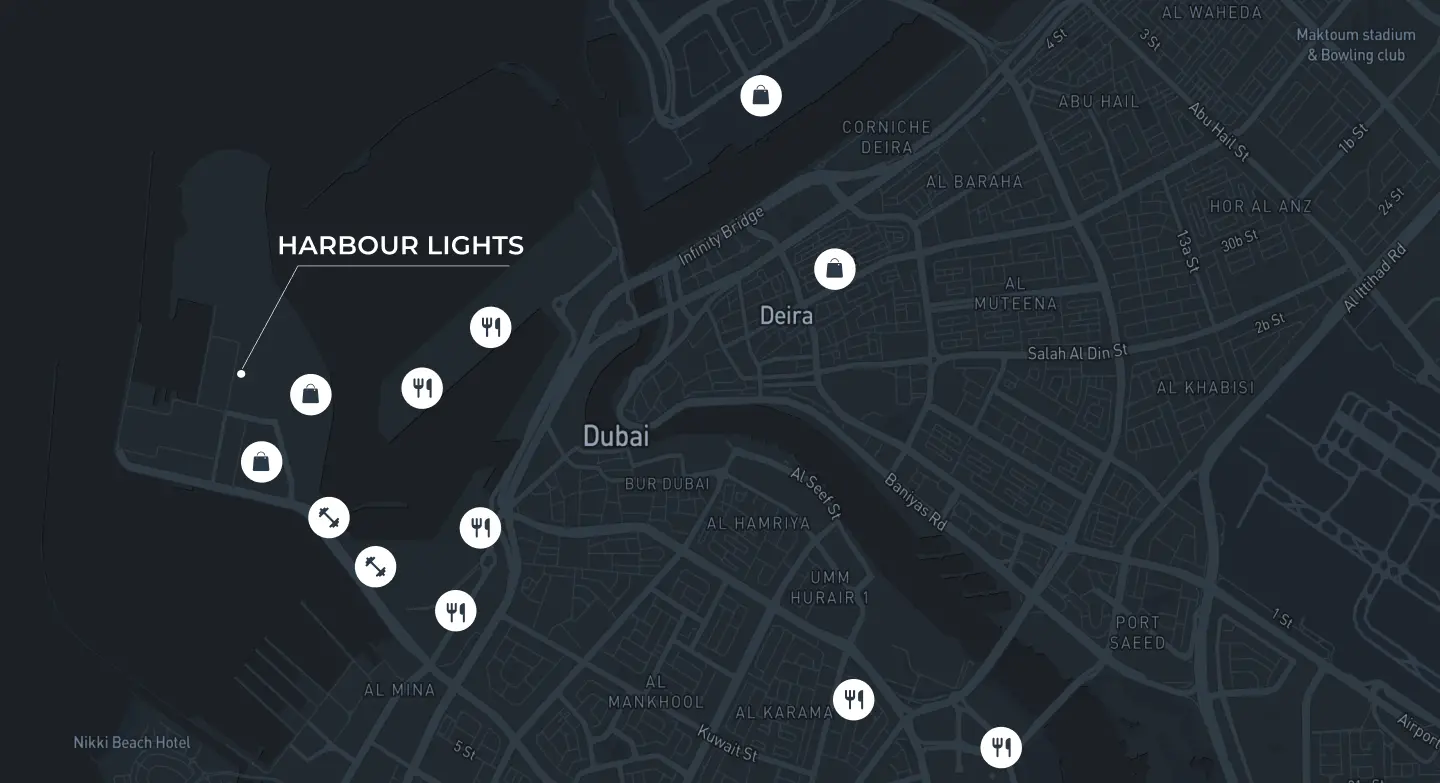 AL WAHEDA
4 St
3 St
Maktoum stadium
& Bowling club
ABU HAIL
Abu Hail St
1b St
CORNICHE
DEIRA
AL BARAHA
HOR AL ANZ
24 St
Infinity Bridge
HARBOUR LIGHTS
13a St
30b St
Al Ittihad Rd
AL
MUTEENA
Deira
2b St
Salah Al Din St
AL KHABISI
Dubai
BUR DUBAI
Al Seef St
Baniyas Rd
AL HAMRIYA
UMM
HURAIR 1
1 St
PORT
SAEED
AL MINA
AL
MANKHOOL
AL KARAMA
Nikki Beach Hotel
5 St
Kuwait St
Airport